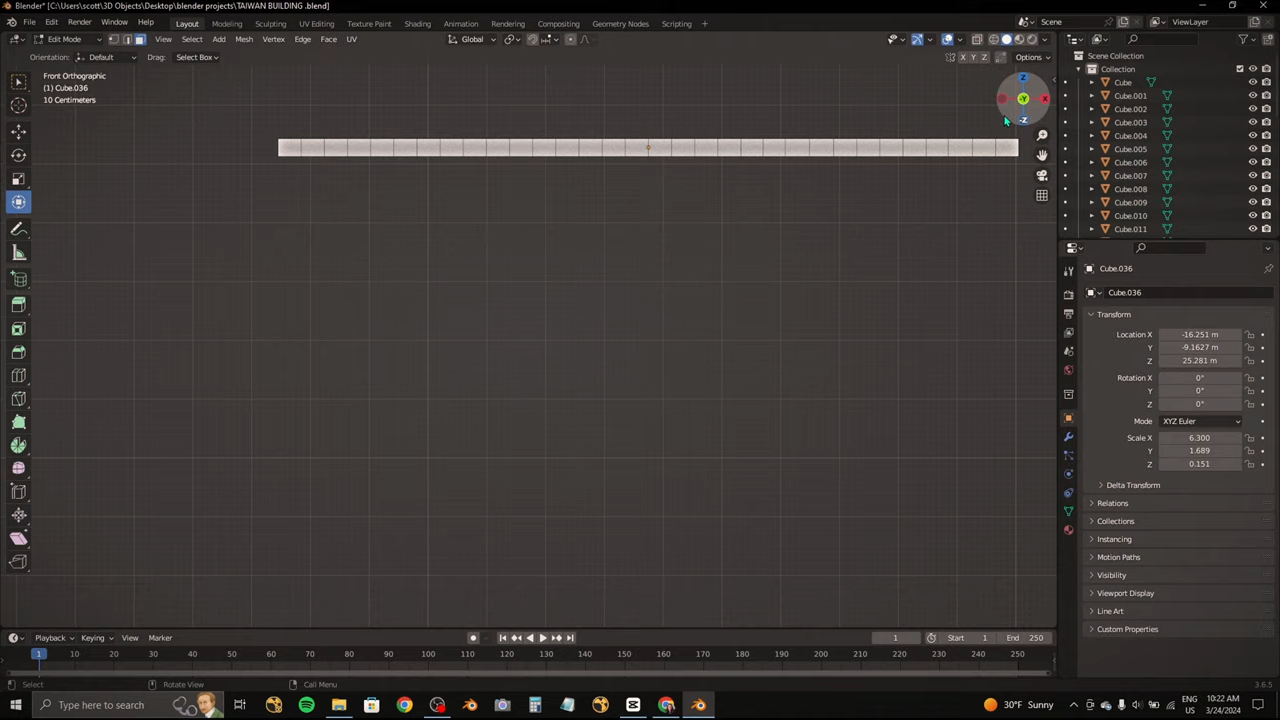 Blender* [C:\Users\scott\3D Objects\Desktop\blender projects\TAIWAN BUILDING .blend]
File Edit Render Window Help Layout Modeling Sculpting UV Editing Texture Paint Shading Animation Rendering Compositing Geometry Nodes Scripting + Scene ViewLayer
Edit Mode View Select Add Mesh Vertex Edge Face UV Global
Orientation: Default Drag: Select Box X Y Z Options
Front Orthographic
(1) Cube.036
10 Centimeters
Z
X
Y
-Z
Scene Collection
Collection
Cube
Cube.001
Cube.002
Cube.003
Cube.004
Cube.005
Cube.006
Cube.007
Cube.008
Cube.009
Cube.010
Cube.011
Cube.036
Cube.036
Transform
Location X -16.251 m
Y -9.1627 m
Z 25.281 m
Rotation X 0°
Y 0°
Z 0°
Mode XYZ Euler
Scale X 6.300
Y 1.689
Z 0.151
Delta Transform
Relations
Collections
Instancing
Motion Paths
Visibility
Viewport Display
Line Art
Custom Properties
Playback Keying View Marker 1 Start 1 End 250
1 10 20 30 40 50 60 70 80 90 100 110 120 130 140 150 160 170 180 190 200 210 220 230 240 250
Select Rotate View Call Menu 3.6.5
Type here to search 30°F Sunny ENG US 10:22 AM 3/24/2024